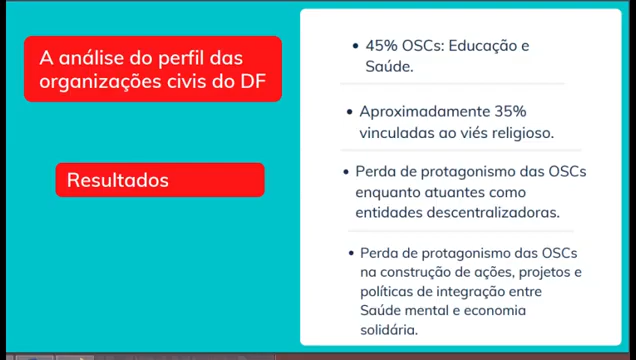 A análise do perfil das
organizações civis do DF
Resultados
• 45% OSCs: Educação e
Saúde.
• Aproximadamente 35%
vinculadas ao viés religioso.
• Perda de protagonismo das OSCs
enquanto atuantes como
entidades descentralizadoras.
• Perda de protagonismo das OSCs
na construção de ações, projetos e
políticas de integração entre
Saúde mental e economia
solidária.